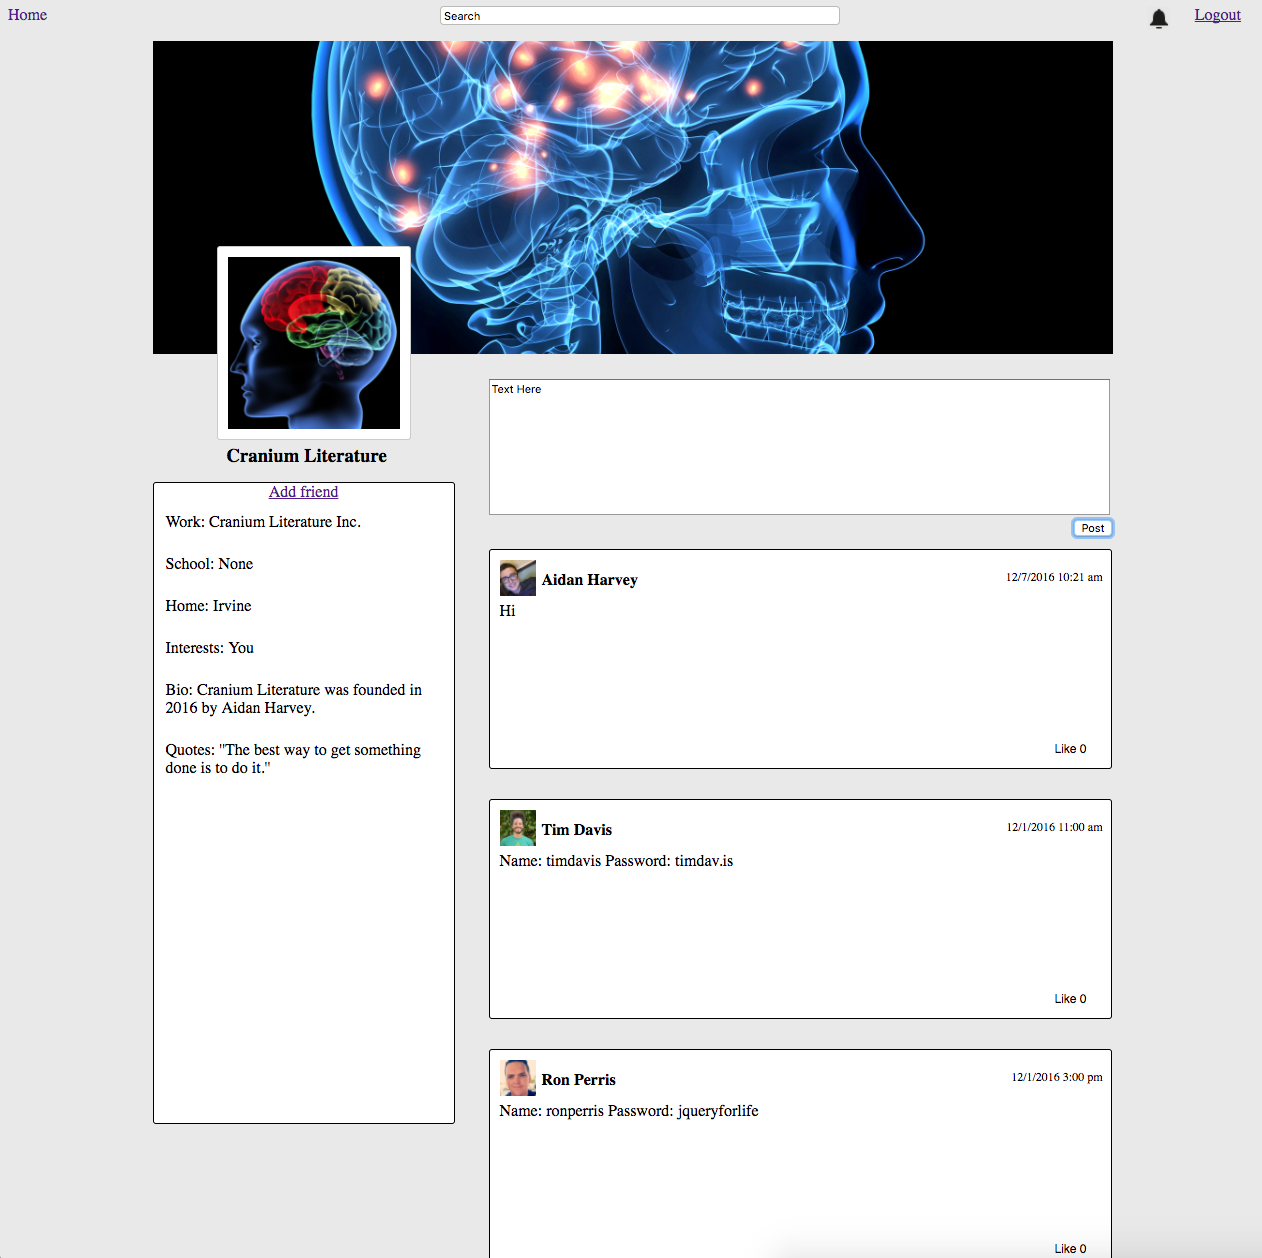 Home
Search
Logout
Text Here
Post
Cranium Literature
Add friend
Work: Cranium Literature Inc.
School: None
Home: Irvine
Interests: You
Bio: Cranium Literature was founded in
2016 by Aidan Harvey.
Quotes: "The best way to get something
done is to do it."
Aidan Harvey
12/7/2016 10:21 am
Hi
Like 0
Tim Davis
12/1/2016 11:00 am
Name: timdavis Password: timdav.is
Like 0
Ron Perris
12/1/2016 3:00 pm
Name: ronperris Password: jqueryforlife
Like 0